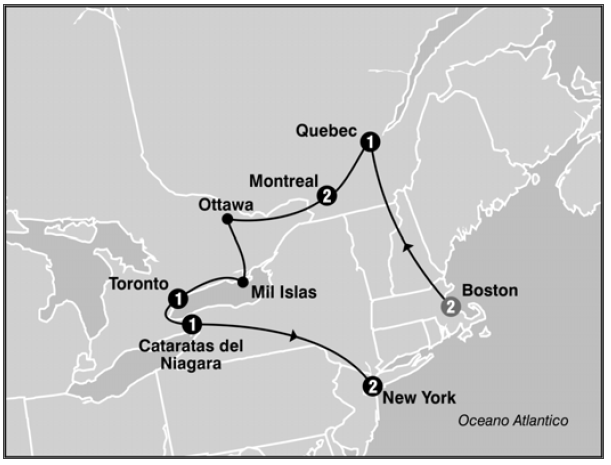 Quebec
1
Montreal
2
Ottawa
Toronto
1
Mil Islas
Boston
2
1
Cataratas del
Niagara
2
New York
Oceano Atlantico